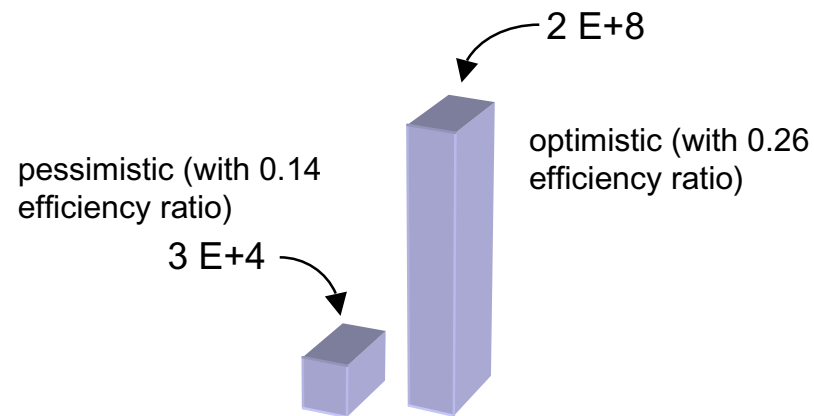 2 E+8
optimistic (with 0.26
efficiency ratio)
pessimistic (with 0.14
efficiency ratio)
3 E+4